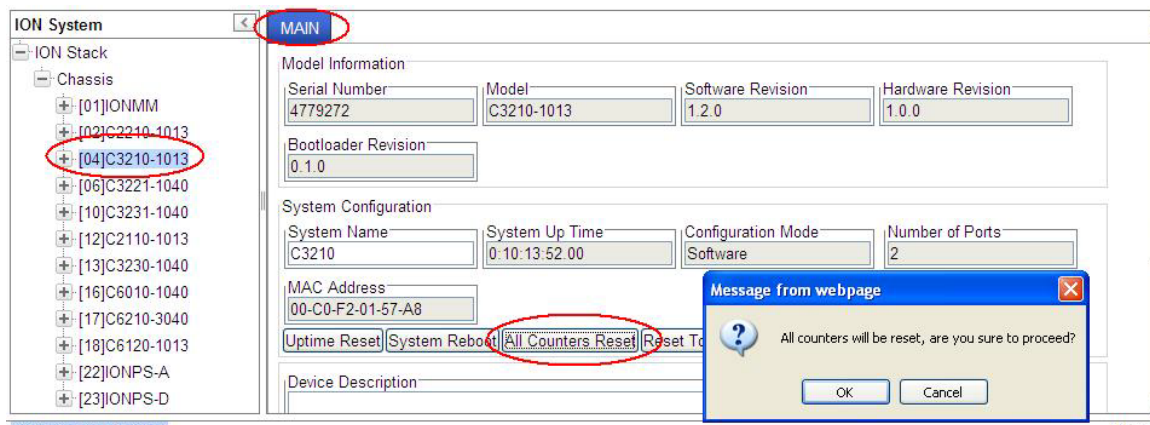 ION System
ION Stack
Chassis
[01]IONMM
[02]C2210-1013
[04]C3210-1013
[06]C3221-1040
[10]C3231-1040
[12]C2110-1013
[13]C3230-1040
[16]C6010-1040
[17]C6210-3040
[18]C6120-1013
[22]IONPS-A
[23]IONPS-D
MAIN
Model Information
Serial Number Model Software Revision Hardware Revision
4779272 C3210-1013 1.2.0 1.0.0
Bootloader Revision
0.1.0
System Configuration
System Name System Up Time Configuration Mode Number of Ports
C3210 0:10:13:52.00 Software 2
MAC Address
00-C0-F2-01-57-A8
Uptime Reset System Reboot All Counters Reset Reset To
Device Description
Message from webpage
All counters will be reset, are you sure to proceed?
OK Cancel